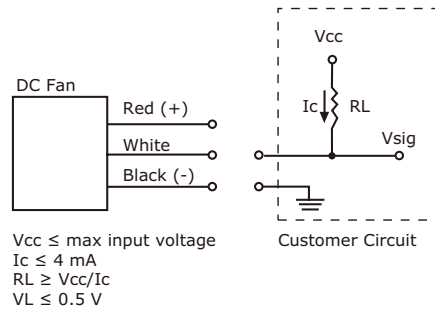 Vcc
DC Fan
Ic
RL
Red (+)
Vsig
White
Black (-)
Vcc ≤ max input voltage
Customer Circuit
Ic ≤ 4 mA
RL ≥ Vcc/Ic
VL ≤ 0.5 V